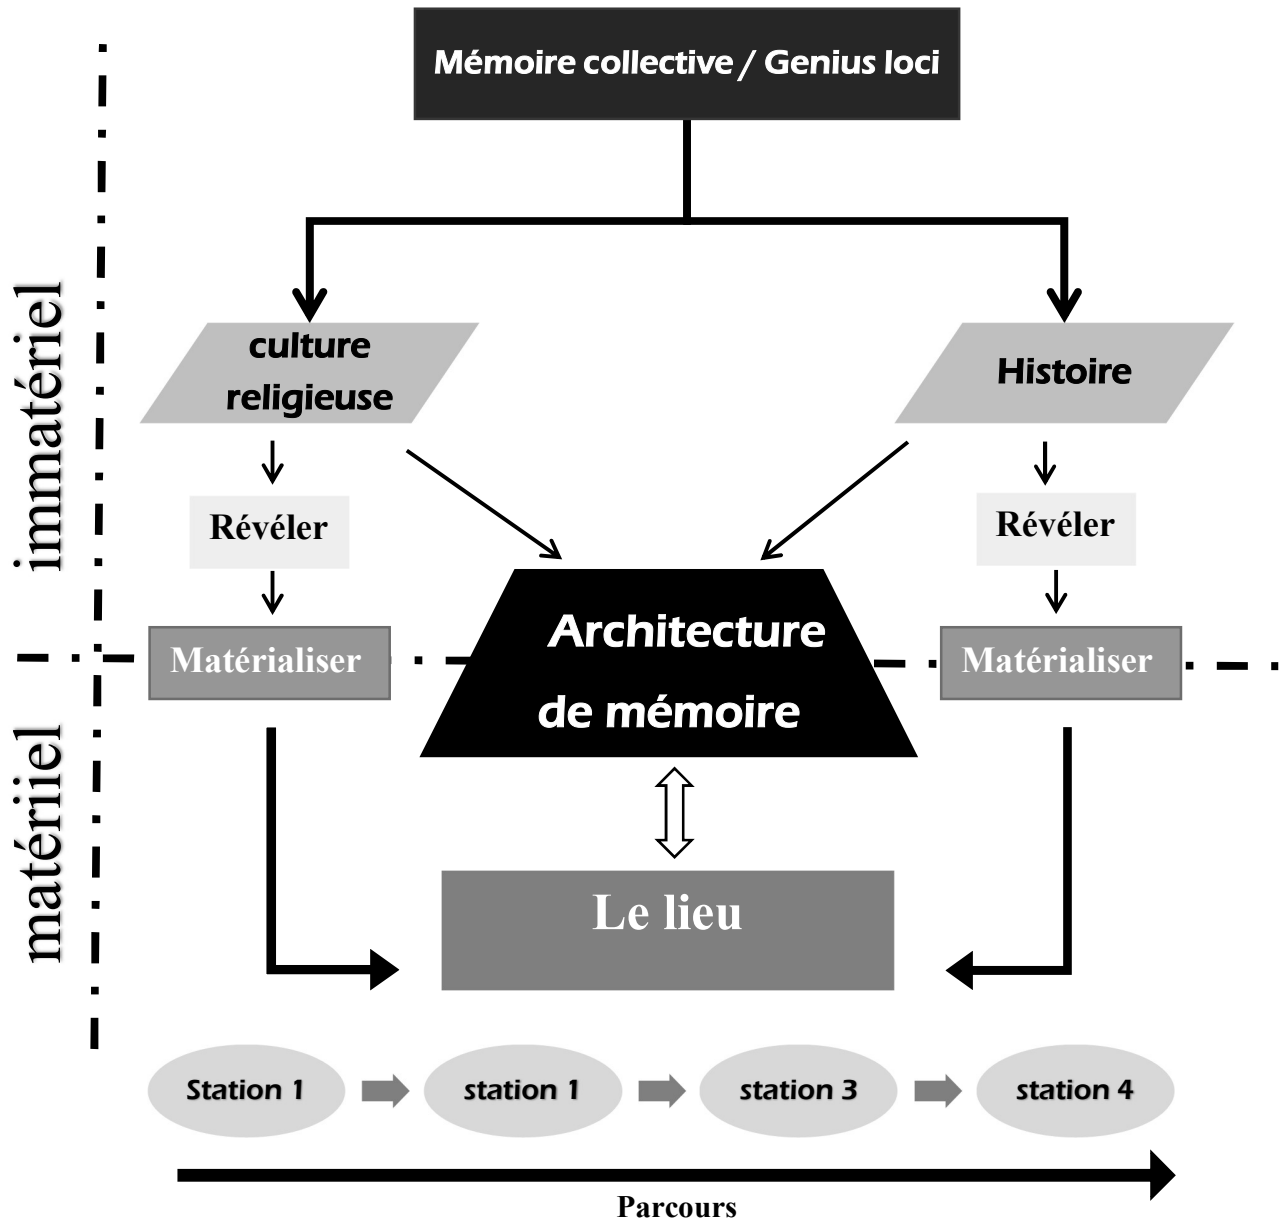 Mémoire collective / Genius loci
immatériel
culture
religieuse
Histoire
Révéler
Révéler
Architecture
de mémoire
Matérialiser
Matérialiser
matériiel
Le lieu
Station 1
station 1
station 3
station 4
Parcours